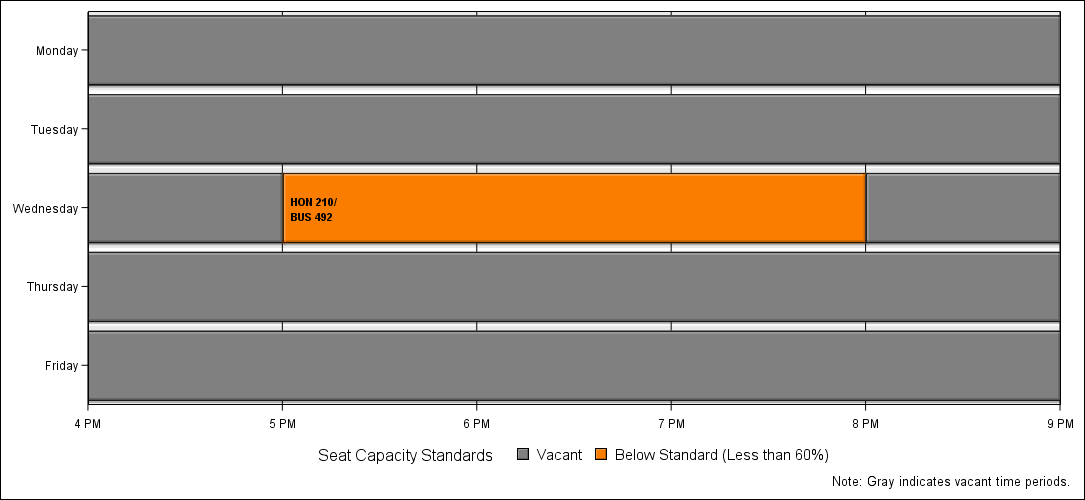 Monday
Tuesday
Wednesday
HON 210/
BUS 492
Thursday
Friday
4 PM 5 PM 6 PM 7 PM 8 PM 9 PM
Seat Capacity Standards Vacant Below Standard (Less than 60%)
Note: Gray indicates vacant time periods.